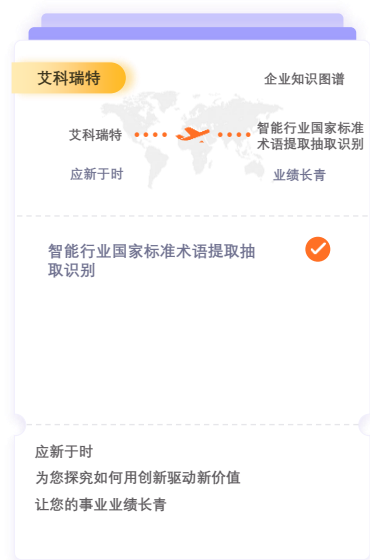 艾科瑞特
企业知识图谱
艾科瑞特
智能行业国家标准
术语提取抽取识别
应新于时
业绩长青
智能行业国家标准术语提取抽
取识别
应新于时
为您探究如何用创新驱动新价值
让您的事业业绩长青